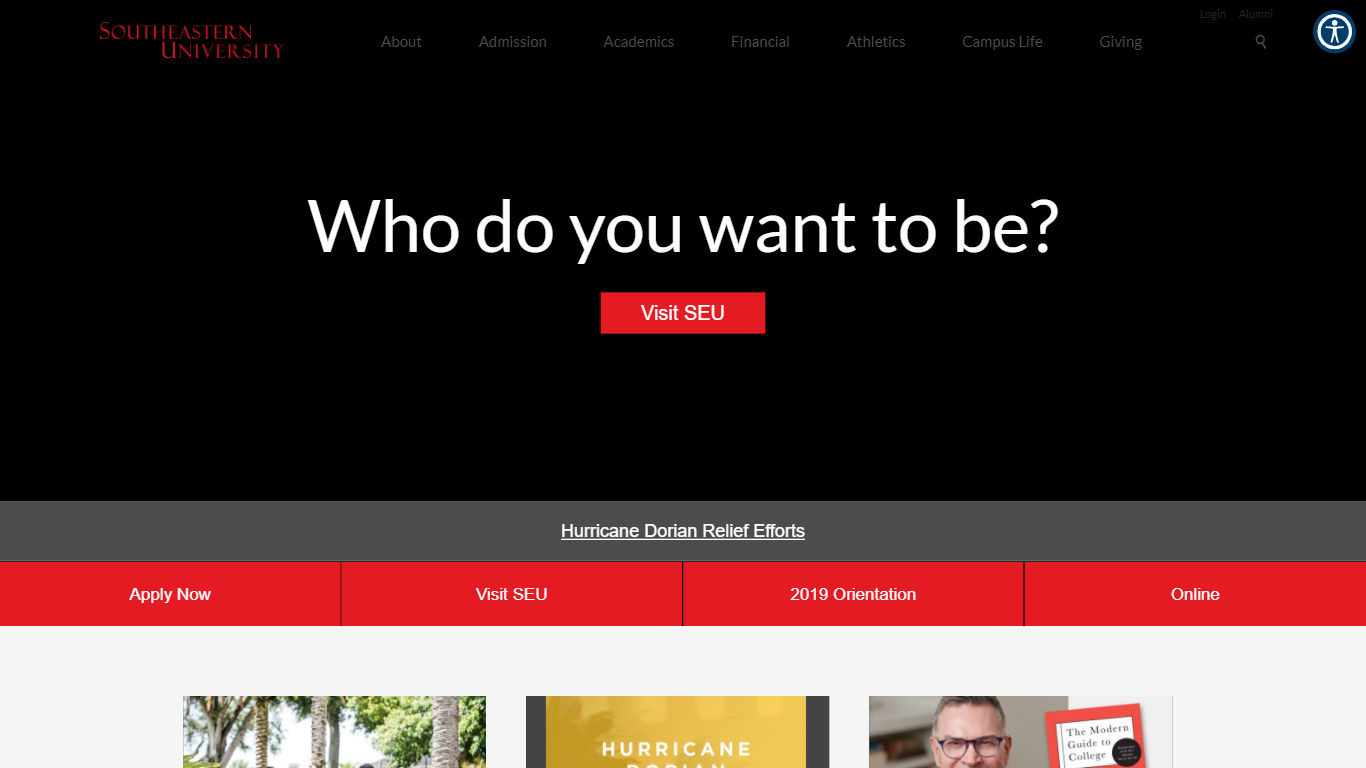 Login Alumni
SOUTHEASTERN
UNIVERSITY
About Admission Academics Financial Athletics Campus Life Giving
Who do you want to be?
Visit SEU
Hurricane Dorian Relief Efforts
Apply Now Visit SEU 2019 Orientation Online
HURRICANE
DORIAN
The Modern
Guide to
College